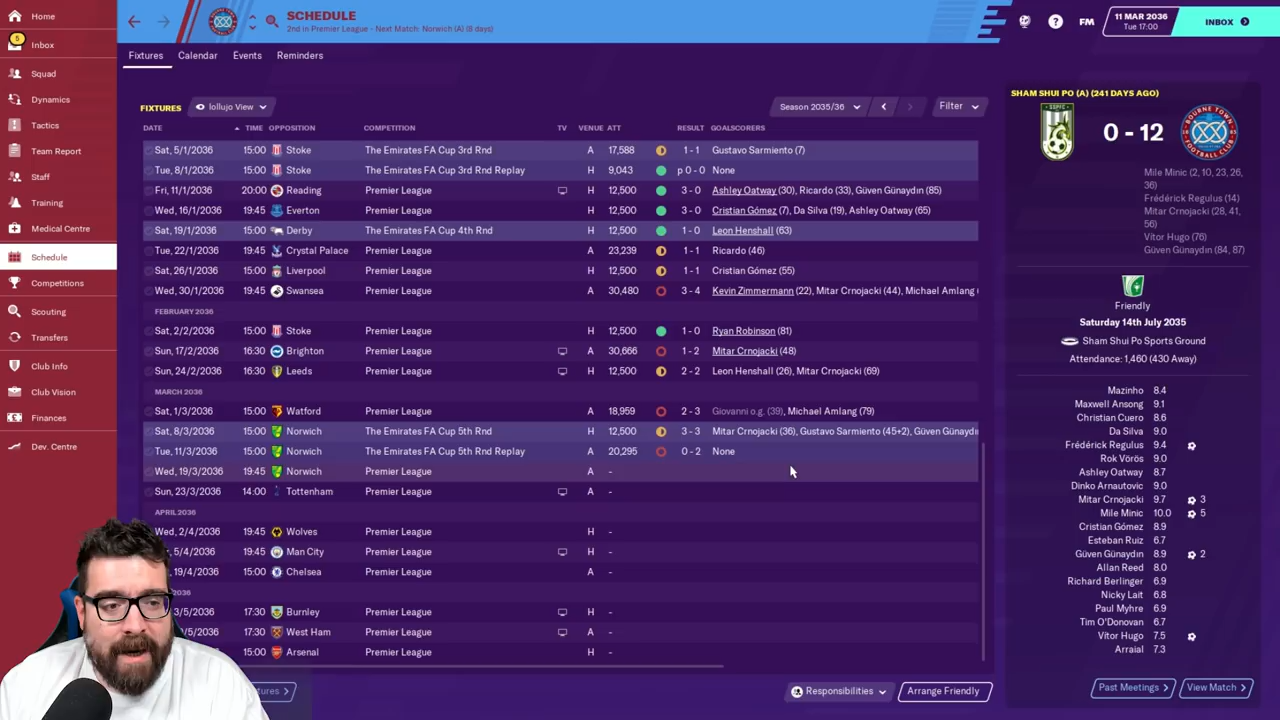 Home
Inbox
5
Squad
Dynamics
Tactics
Team Report
Staff
Training
Medical Centre
Schedule
Competitions
Scouting
Transfers
Club Info
Club Vision
Finances
Dev. Centre
SCHEDULE
2nd in Premier League - Next Match: Norwich (A) (8 days)
FM
11 MAR 2036
Tue 17:00
INBOX
Fixtures Calendar Events Reminders
FIXTURES lollujo View Season 2035/36 Filter
DATE TIME OPPOSITION COMPETITION TV VENUE ATT RESULT GOALSCORERS
Sat, 5/1/2036 15:00 Stoke The Emirates FA Cup 3rd Rnd A 17,588 1 - 1 Gustavo Sarmiento (7)
Tue, 8/1/2036 15:00 Stoke The Emirates FA Cup 3rd Rnd Replay H 9,043 p 0 - 0 None
Fri, 11/1/2036 20:00 Reading Premier League H 12,500 3 - 0 Ashley Oatway (30), Ricardo (33), Güven Günaydın (85)
Wed, 16/1/2036 19:45 Everton Premier League H 12,500 3 - 0 Cristian Gómez (7), Da Silva (19), Ashley Oatway (65)
Sat, 19/1/2036 15:00 Derby The Emirates FA Cup 4th Rnd H 12,500 1 - 0 Leon Henshall (63)
Tue, 22/1/2036 19:45 Crystal Palace Premier League A 23,239 1 - 1 Ricardo (46)
Sat, 26/1/2036 15:00 Liverpool Premier League H 12,500 1 - 1 Cristian Gómez (55)
Wed, 30/1/2036 19:45 Swansea Premier League A 30,480 3 - 4 Kevin Zimmermann (22), Mitar Crnojacki (44), Michael Amlang (
FEBRUARY 2036
Sat, 2/2/2036 15:00 Stoke Premier League H 12,500 1 - 0 Ryan Robinson (81)
Sun, 17/2/2036 16:30 Brighton Premier League A 30,666 1 - 2 Mitar Crnojacki (48)
Sun, 24/2/2036 16:30 Leeds Premier League H 12,500 2 - 2 Leon Henshall (26), Mitar Crnojacki (69)
MARCH 2036
Sat, 1/3/2036 15:00 Watford Premier League A 18,959 2 - 3 Giovanni o.g. (39), Michael Amlang (79)
Sat, 8/3/2036 15:00 Norwich The Emirates FA Cup 5th Rnd H 12,500 3 - 3 Mitar Crnojacki (36), Gustavo Sarmiento (45+2), Güven Günaydın
Tue, 11/3/2036 15:00 Norwich The Emirates FA Cup 5th Rnd Replay A 20,295 0 - 2 None
Wed, 19/3/2036 19:45 Norwich Premier League A -
Sun, 23/3/2036 14:00 Tottenham Premier League A -
APRIL 2036
Wed, 2/4/2036 19:45 Wolves Premier League H -
5/4/2036 19:45 Man City Premier League H -
19/4/2036 15:00 Chelsea Premier League A -
2036
3/5/2036 17:30 Burnley Premier League H -
/5/2036 17:30 West Ham Premier League A -
/5/2036 15:00 Arsenal Premier League H -
Responsibilities Arrange Friendly
SHAM SHUI PO (A) (241 DAYS AGO)
SSPFC
BOURNE TOWN
FOOTBALL CLUB
0 - 12
Mile Minic (2, 10, 23, 26,
36)
Frédérick Regulus (14)
Mitar Crnojacki (28, 41,
56)
Vítor Hugo (76)
Güven Günaydın (84, 87)
Friendly
Saturday 14th July 2035
Sham Shui Po Sports Ground
Attendance: 1,460 (430 Away)
Mazinho 8.4
Maxwell Ansong 9.1
Christian Cuero 8.6
Da Silva 9.0
Frédérick Regulus 9.4
Rok Vörös 9.0
Ashley Oatway 8.7
Dinko Arnautovic 9.0
Mitar Crnojacki 9.7 3
Mile Minic 10.0 5
Cristian Gómez 8.9
Esteban Ruiz 6.7
Güven Günaydın 8.9 2
Allan Reed 8.0
Richard Berlinger 6.9
Nicky Lait 6.8
Paul Myhre 6.9
Tim O'Donovan 6.7
Vítor Hugo 7.5
Arraial 7.3
Past Meetings View Match